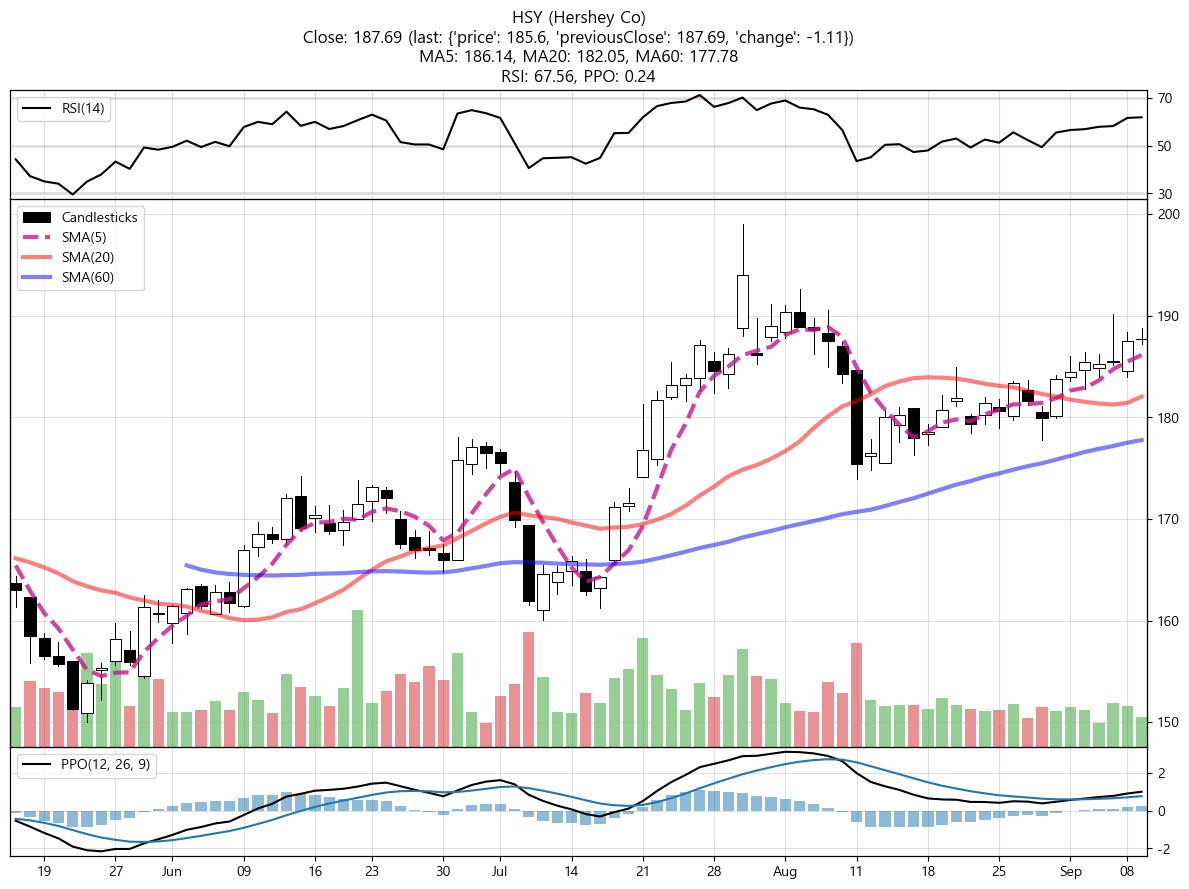 HSY (Hershey Co)
Close: 187.69 (last: {'price': 185.6, 'previousClose': 187.69, 'change': -1.11})
MA5: 186.14, MA20: 182.05, MA60: 177.78
RSI: 67.56, PPO: 0.24
RSI(14)
70
50
30
Candlesticks
SMA(5)
SMA(20)
SMA(60)
200
190
180
170
160
150
PPO(12, 26, 9)
2
0
-2
19 27 Jun 09 16 23 30 Jul 14 21 28 Aug 11 18 25 Sep 08